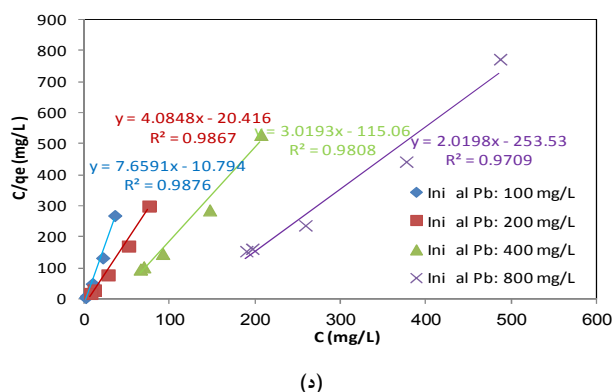 900
800
700
600
500
400
300
200
100
0
C/qe (mg/L)
y = 4.0848x - 20.416
R² = 0.9867
y = 3.0193x - 115.06
R² = 0.9808
y = 2.0198x - 253.53
R² = 0.9709
y = 7.6591x - 10.794
R² = 0.9876
Ini al Pb: 100 mg/L
Ini al Pb: 200 mg/L
Ini al Pb: 400 mg/L
Ini al Pb: 800 mg/L
0 100 200 300 400 500 600
C (mg/L)
(د)